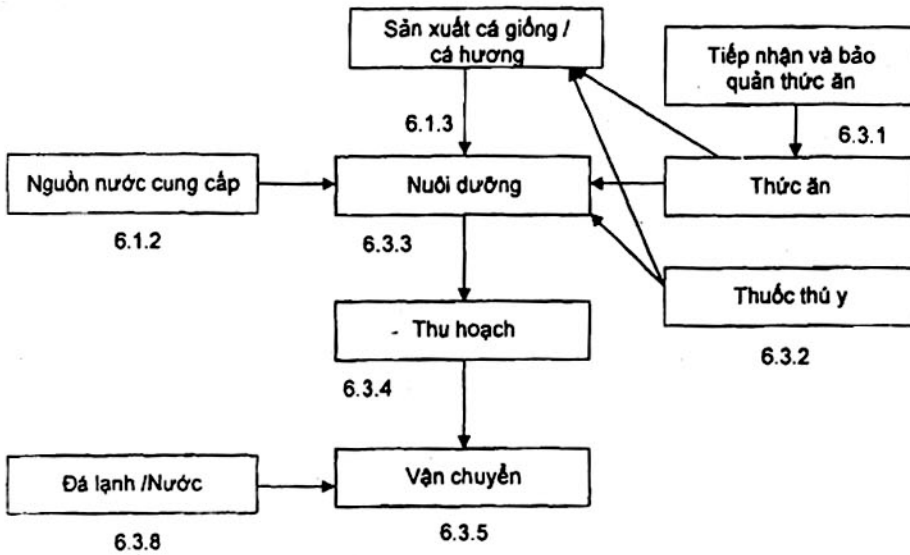 Sản xuất cá giống /
cá hương
Tiếp nhận và bảo
quản thức ăn
6.1.3
6.3.1
Nguồn nước cung cấp
Nuôi dưỡng
Thức ăn
6.1.2
6.3.3
Thuốc thú y
Thu hoạch
6.3.2
6.3.4
Đá lạnh /Nước
Vận chuyển
6.3.8
6.3.5